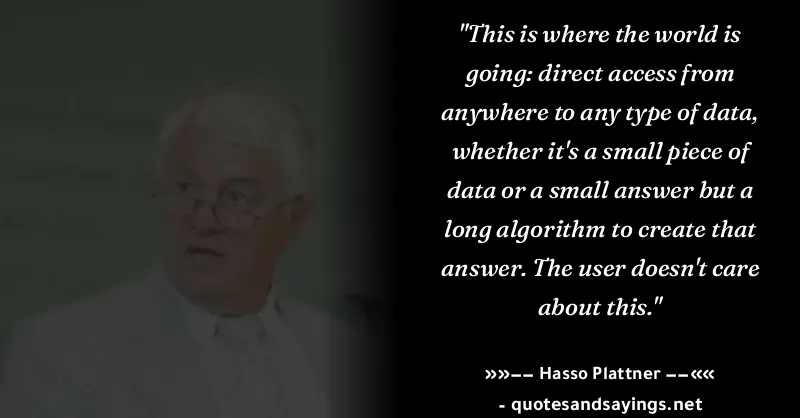 "This is where the world is
going: direct access from
anywhere to any type of data,
whether it's a small piece of
data or a small answer but a
long algorithm to create that
answer. The user doesn't care
about this."
»»–– Hasso Plattner ––««
- quotesandsayings.net